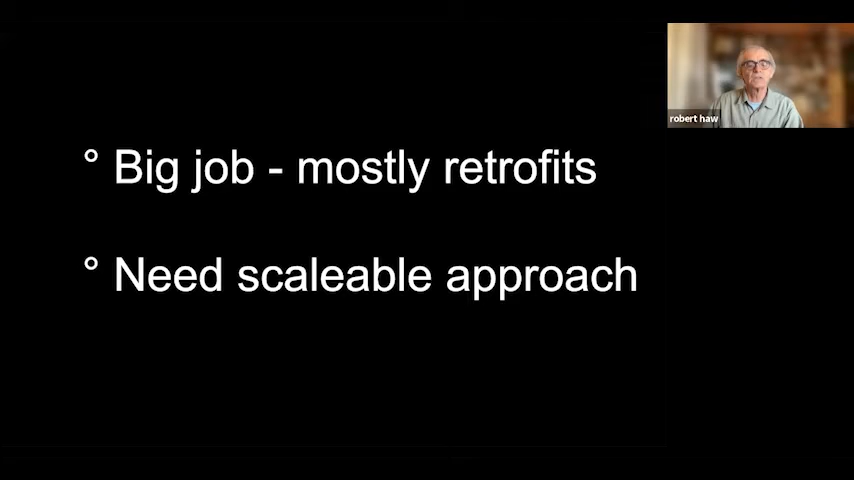 ° Big job - mostly retrofits
° Need scaleable approach
robert haw